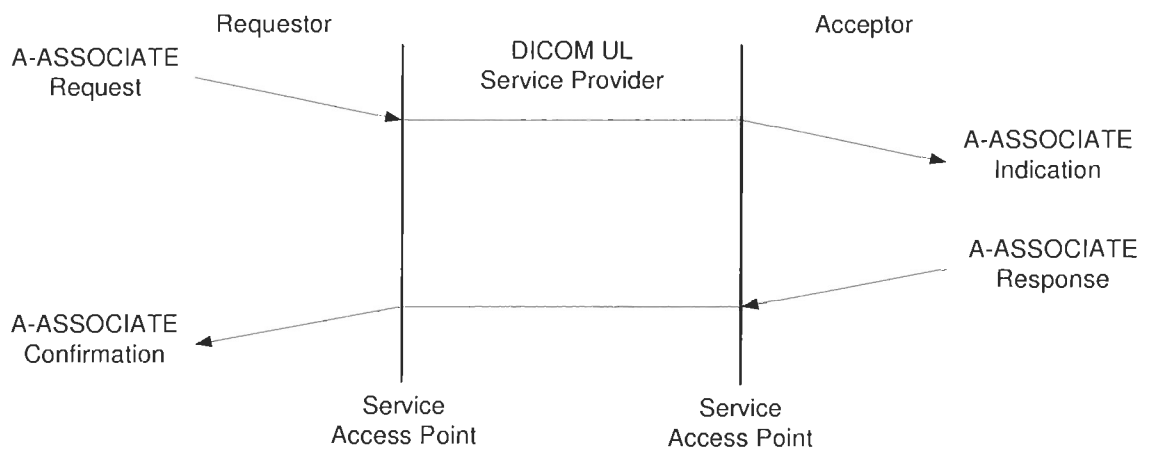 Requestor
DICOM UL
Service Provider
Acceptor
A-ASSOCIATE
Request
A-ASSOCIATE
Indication
A-ASSOCIATE
Response
A-ASSOCIATE
Confirmation
Service
Access Point
Service
Access Point